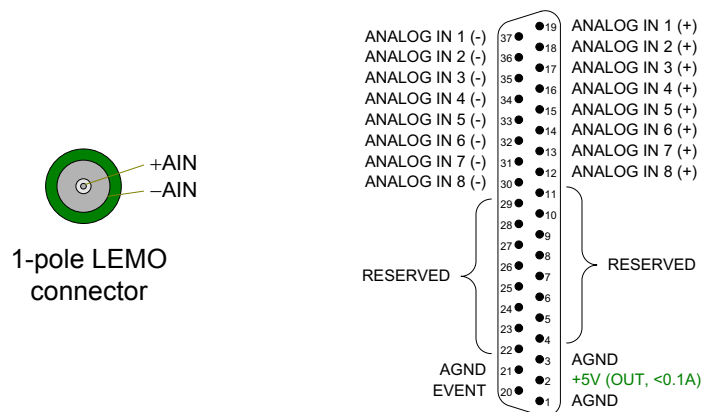 +AIN
−AIN
1-pole LEMO
connector
ANALOG IN 1 (-)
ANALOG IN 2 (-)
ANALOG IN 3 (-)
ANALOG IN 4 (-)
ANALOG IN 5 (-)
ANALOG IN 6 (-)
ANALOG IN 7 (-)
ANALOG IN 8 (-)
RESERVED
AGND
EVENT
37
36
35
34
33
32
31
30
29
28
27
26
25
24
23
22
21
20
19
18
17
16
15
14
13
12
11
10
9
8
7
6
5
4
3
2
1
ANALOG IN 1 (+)
ANALOG IN 2 (+)
ANALOG IN 3 (+)
ANALOG IN 4 (+)
ANALOG IN 5 (+)
ANALOG IN 6 (+)
ANALOG IN 7 (+)
ANALOG IN 8 (+)
RESERVED
AGND
+5V (OUT, <0.1A)
AGND